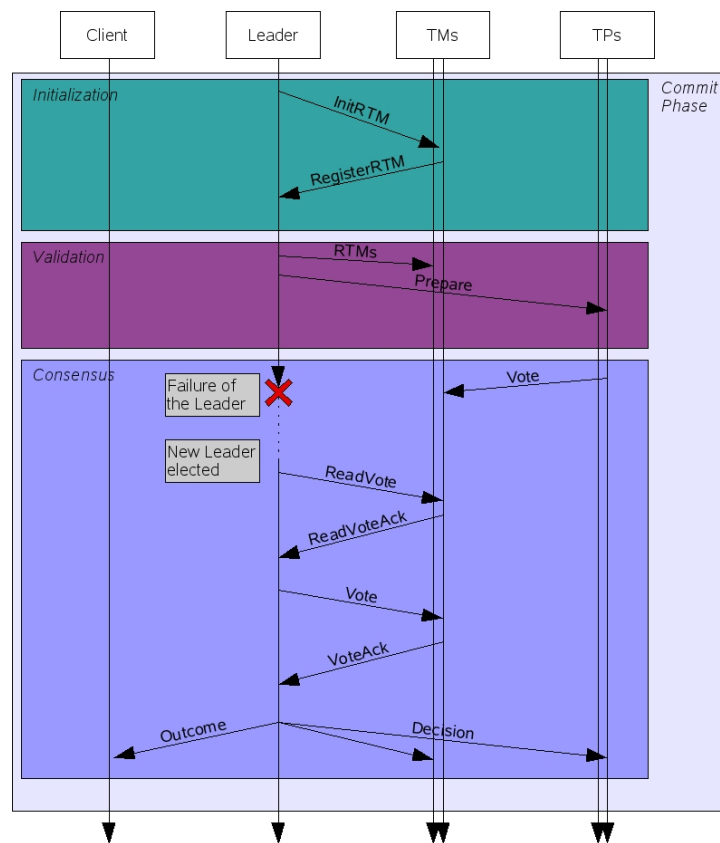 Client
Leader
TMs
TPs
Commit
Phase
Initialization
InitRTM
RegisterRTM
Validation
RTMs
Prepare
Consensus
Failure of
the Leader
Vote
New Leader
elected
ReadVote
ReadVoteAck
Vote
VoteAck
Outcome
Decision